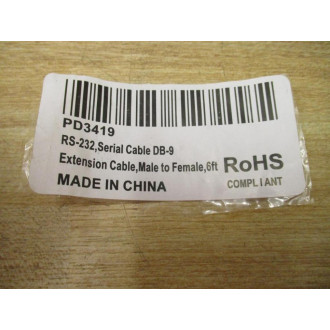 PD3419
RS-232,Serial Cable DB-9
Extension Cable,Male to Female,6ft
RoHS
MADE IN CHINA
COMPLIANT